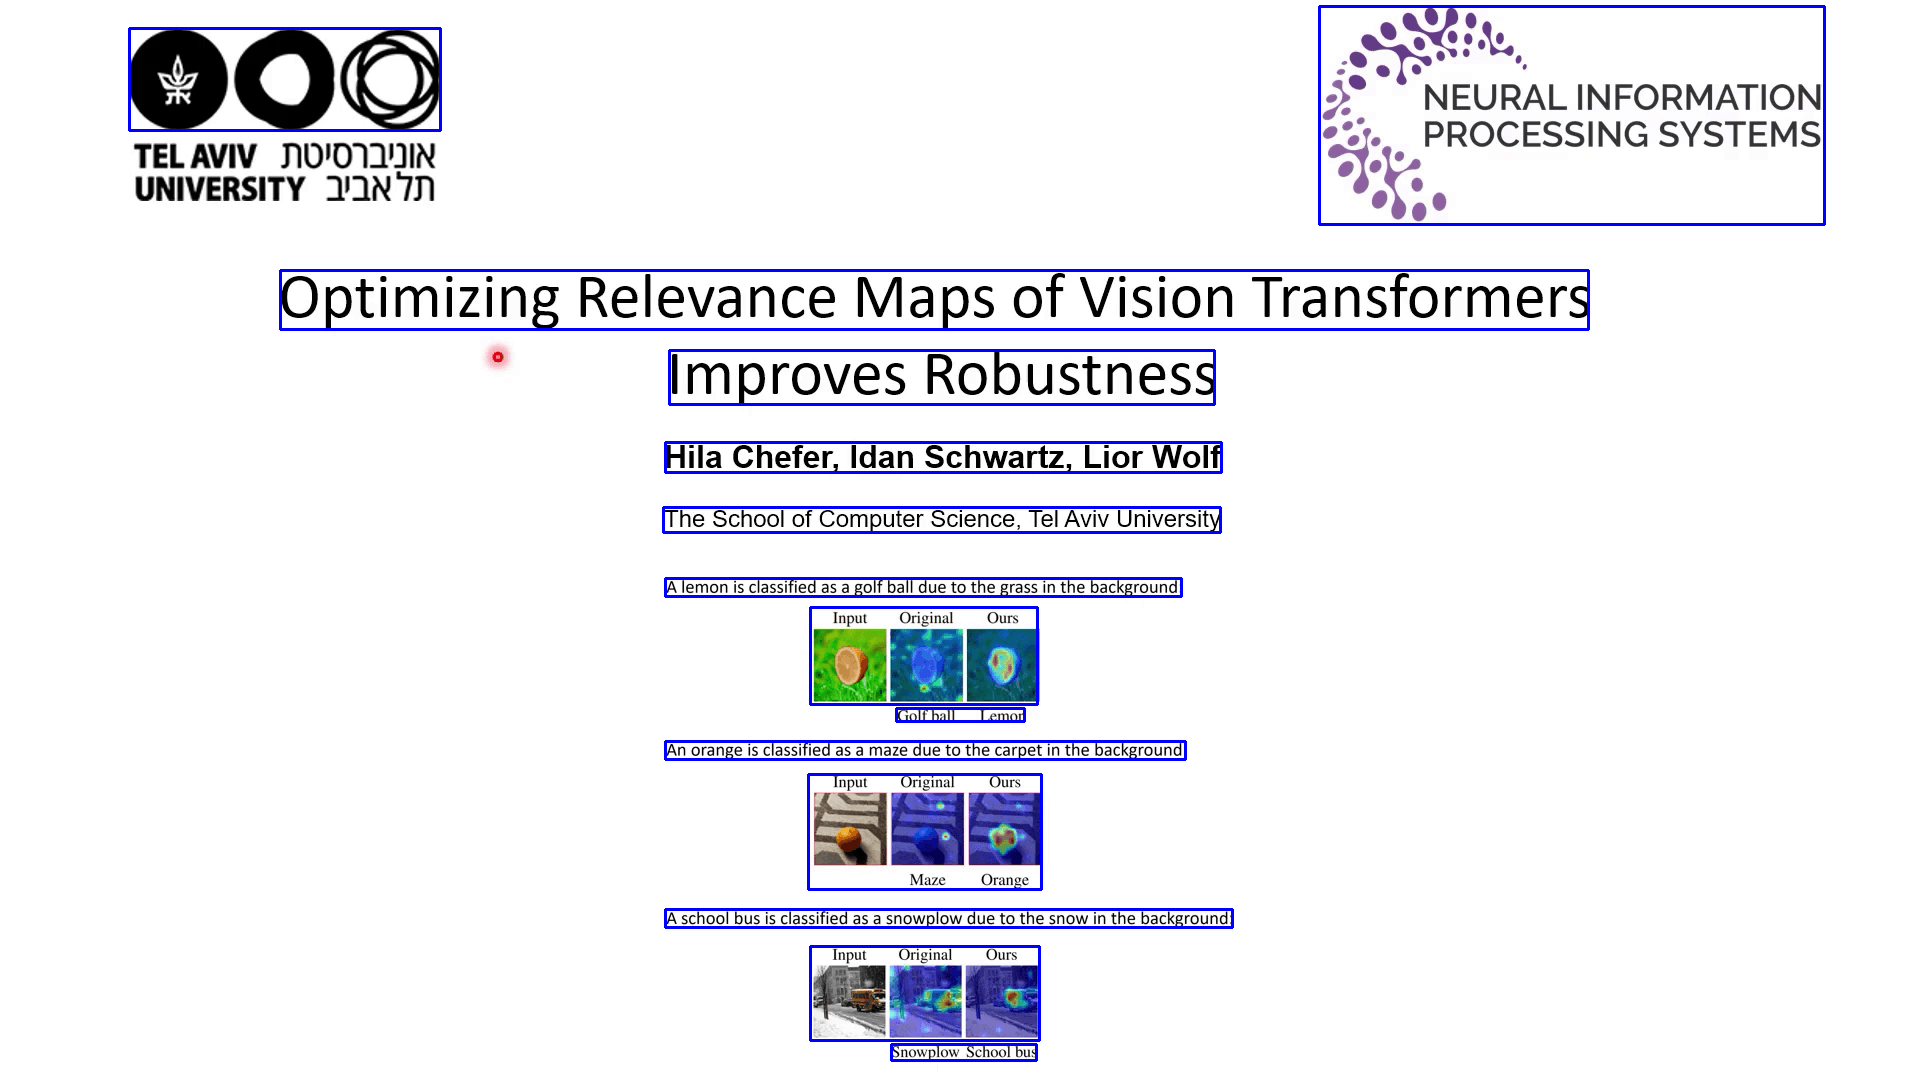 TEL AVIV אוניברסיטת
UNIVERSITY תל אביב
NEURAL INFORMATION
PROCESSING SYSTEMS
Optimizing Relevance Maps of Vision Transformers
Improves Robustness
Hila Chefer, Idan Schwartz, Lior Wolf
The School of Computer Science, Tel Aviv University
A lemon is classified as a golf ball due to the grass in the background
Input Original Ours
Golf ball Lemon
An orange is classified as a maze due to the carpet in the background
Input Original Ours
Maze Orange
A school bus is classified as a snowplow due to the snow in the background:
Input Original Ours
Snowplow School bus